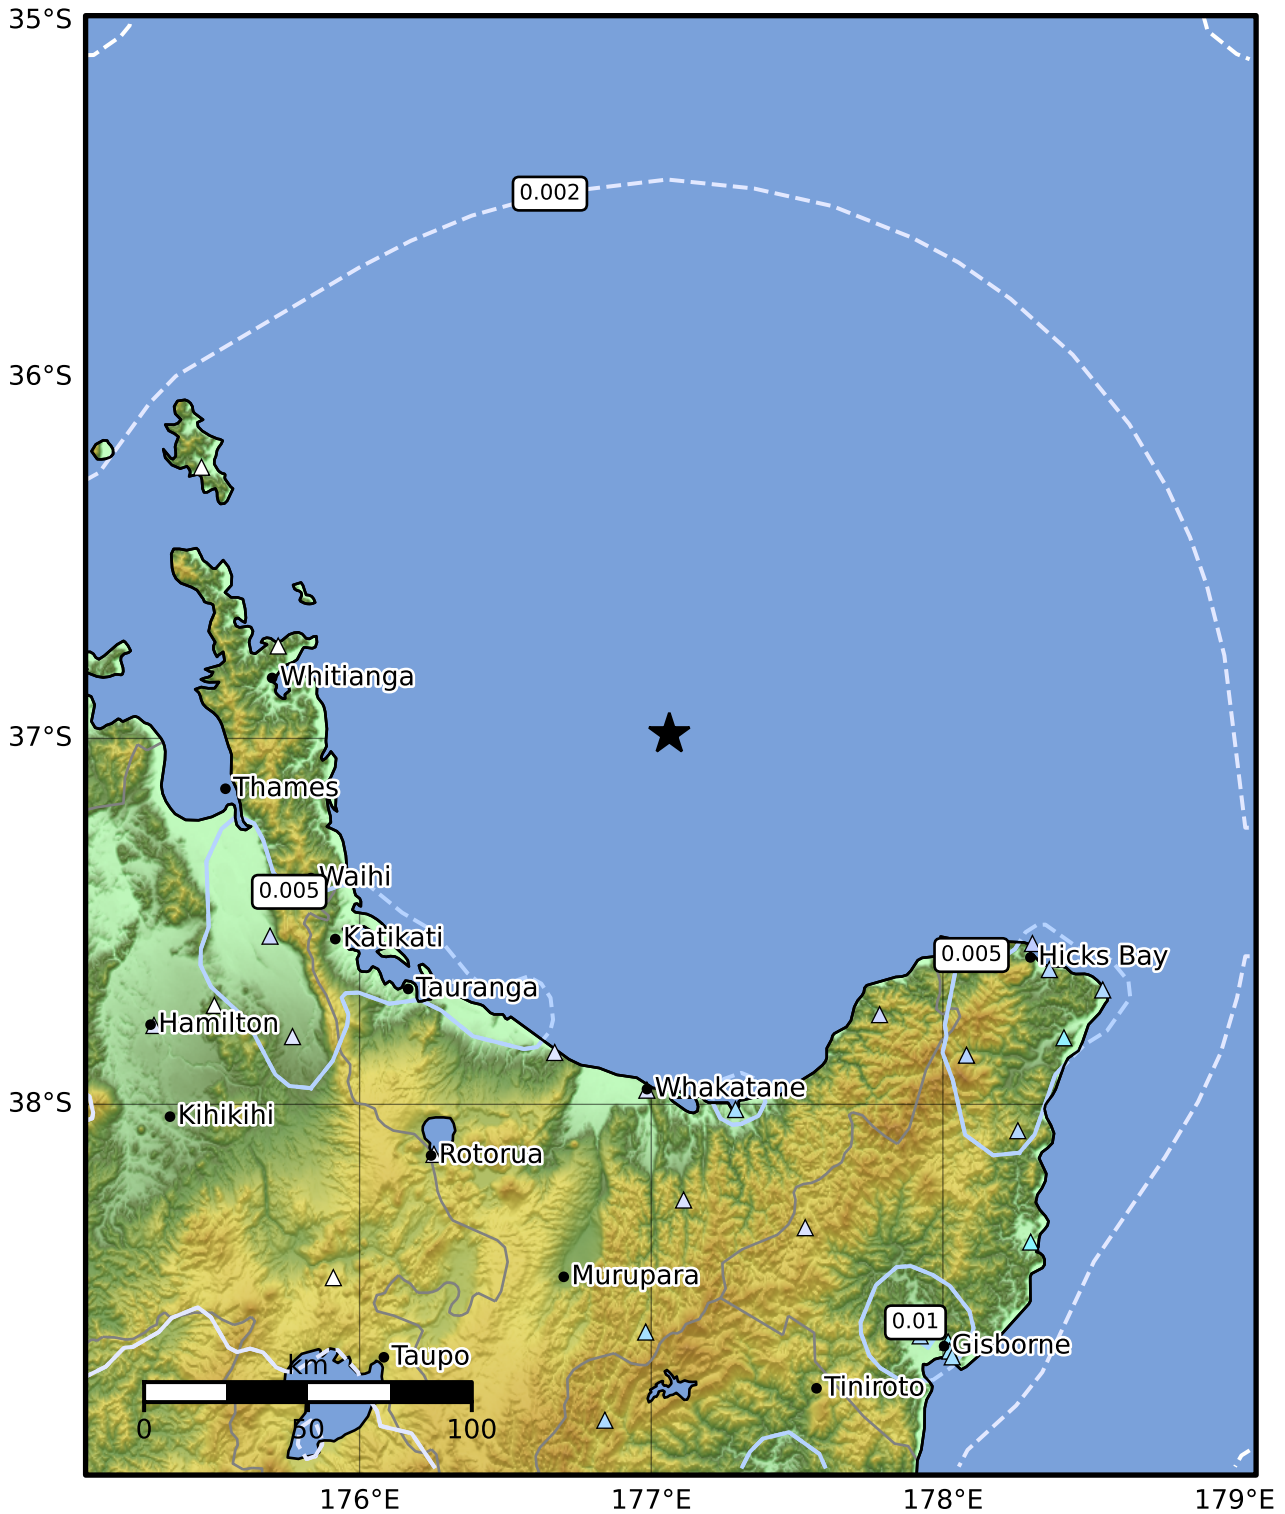 35°S
0.002
36°S
Whitianga
37°S
Thames
Waihi
0.005
Katikati
0.005
Hicks Bay
Tauranga
Hamilton
Whakatane
38°S
Kihikihi
Rotorua
Murupara
0.01
Gisborne
Taupo
km
Tiniroto
0
50
100
176°E
177°E
178°E
179°E